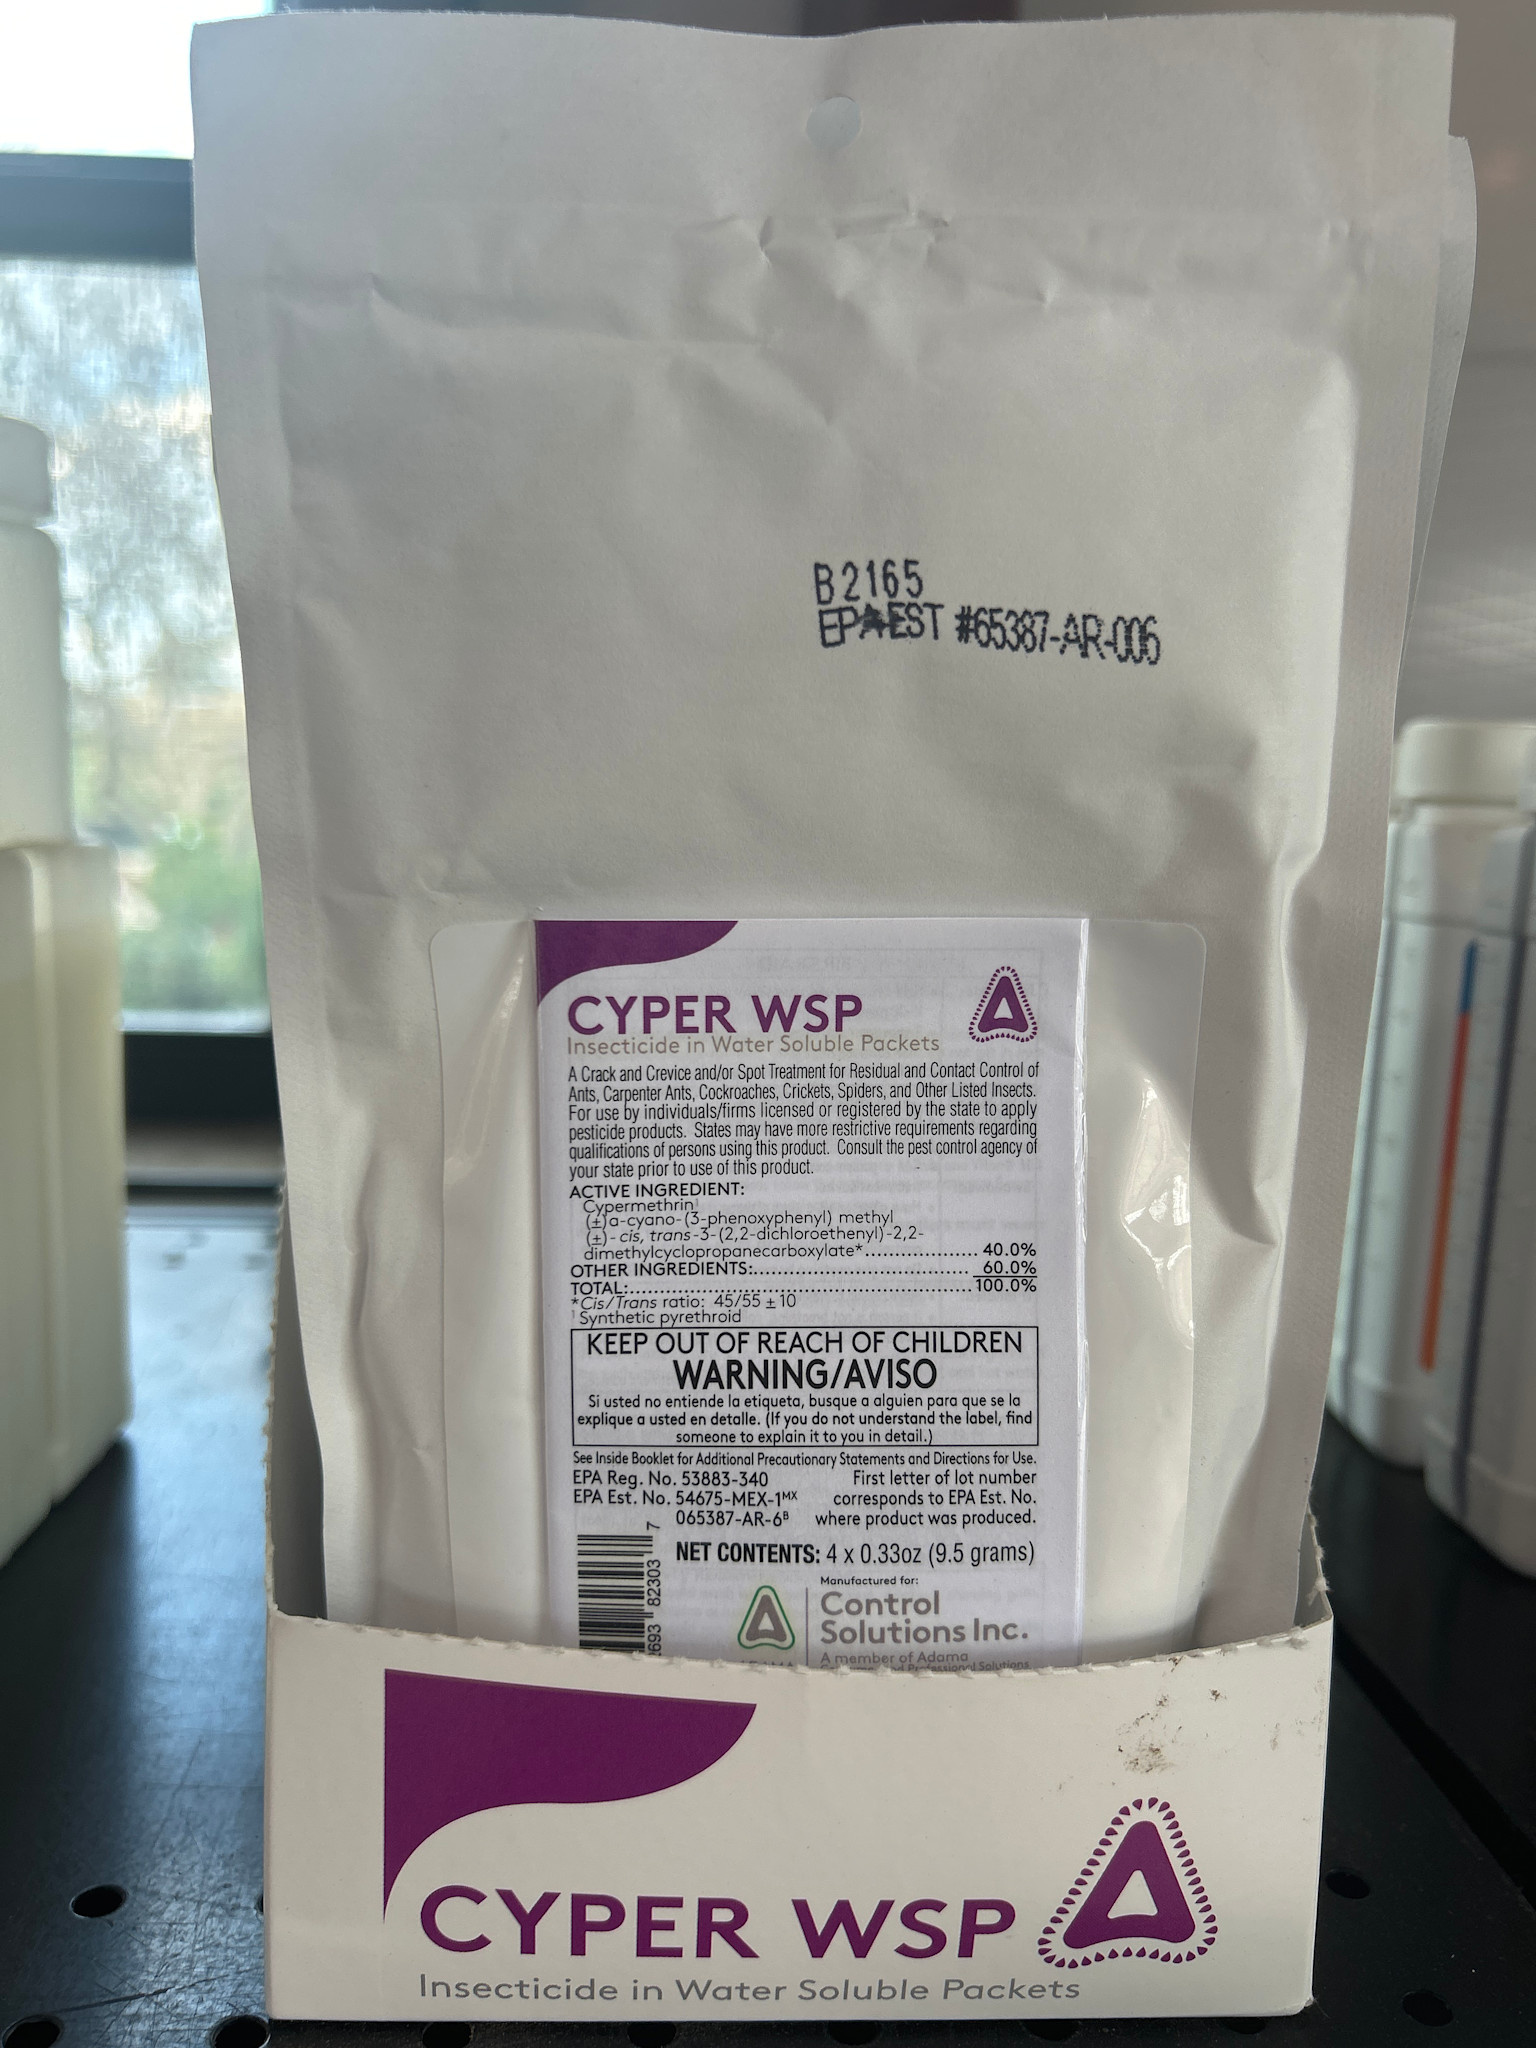 B2165
EPA EST #65387-AR-006
CYPER WSP
Insecticide in Water Soluble Packets
A Crack and Crevice and/or Spot Treatment for Residual and Contact Control of
Ants, Carpenter Ants, Cockroaches, Crickets, Spiders, and Other Listed Insects.
For use by individuals/firms licensed or registered by the state to apply
pesticide products. States may have more restrictive requirements regarding
qualifications of persons using this product. Consult the pest control agency of
your state prior to use of this product.
ACTIVE INGREDIENT:
Cypermethrin¹
(±)a-cyano-(3-phenoxyphenyl) methyl
(±)- cis, trans-3-(2,2-dichloroethenyl)-2,2-
dimethylcyclopropanecarboxylate*.................... 40.0%
OTHER INGREDIENTS:..................................... 60.0%
TOTAL:......................................................... 100.0%
*Cis/Trans ratio: 45/55 ± 10
¹ Synthetic pyrethroid
KEEP OUT OF REACH OF CHILDREN
WARNING/AVISO
Si usted no entiende la etiqueta, busque a alguien para que se la
explique a usted en detalle. (If you do not understand the label, find
someone to explain it to you in detail.)
See Inside Booklet for Additional Precautionary Statements and Directions for Use.
EPA Reg. No. 53883-340
EPA Est. No. 54675-MEX-1ᴹˣ
065387-AR-6ᴮ
First letter of lot number
corresponds to EPA Est. No.
where product was produced.
NET CONTENTS: 4 x 0.33oz (9.5 grams)
693 82303 7
Manufactured for:
Control
Solutions Inc.
A member of Adama
Professional Solutions
CYPER WSP
Insecticide in Water Soluble Packets